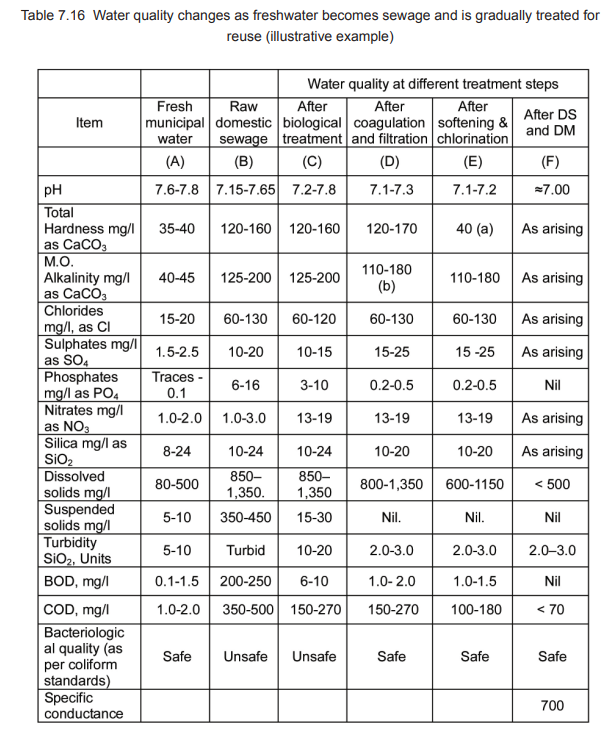 Table 7.16 Water quality changes as freshwater becomes sewage and is gradually treated for
reuse (illustrative example)
Water quality at different treatment steps
Item Fresh municipal water Raw domestic sewage After biological treatment After coagulation and filtration After softening & chlorination After DS and DM
(A) (B) (C) (D) (E) (F)
pH 7.6-7.8 7.15-7.65 7.2-7.8 7.1-7.3 7.1-7.2 ≈7.00
Total Hardness mg/l as CaCO₃ 35-40 120-160 120-160 120-170 40 (a) As arising
M.O. Alkalinity mg/l as CaCO₃ 40-45 125-200 125-200 110-180 (b) 110-180 As arising
Chlorides mg/l, as Cl 15-20 60-130 60-120 60-130 60-130 As arising
Sulphates mg/l as SO₄ 1.5-2.5 10-20 10-15 15-25 15 -25 As arising
Phosphates mg/l as PO₄ Traces - 0.1 6-16 3-10 0.2-0.5 0.2-0.5 Nil
Nitrates mg/l as NO₃ 1.0-2.0 1.0-3.0 13-19 13-19 13-19 As arising
Silica mg/l as SiO₂ 8-24 10-24 10-24 10-20 10-20 As arising
Dissolved solids mg/l 80-500 850–1,350. 850–1,350 800-1,350 600-1150 < 500
Suspended solids mg/l 5-10 350-450 15-30 Nil. Nil. Nil
Turbidity SiO₂, Units 5-10 Turbid 10-20 2.0-3.0 2.0-3.0 2.0–3.0
BOD, mg/l 0.1-1.5 200-250 6-10 1.0- 2.0 1.0-1.5 Nil
COD, mg/l 1.0-2.0 350-500 150-270 150-270 100-180 < 70
Bacteriologic al quality (as per coliform standards) Safe Unsafe Unsafe Safe Safe Safe
Specific conductance 700